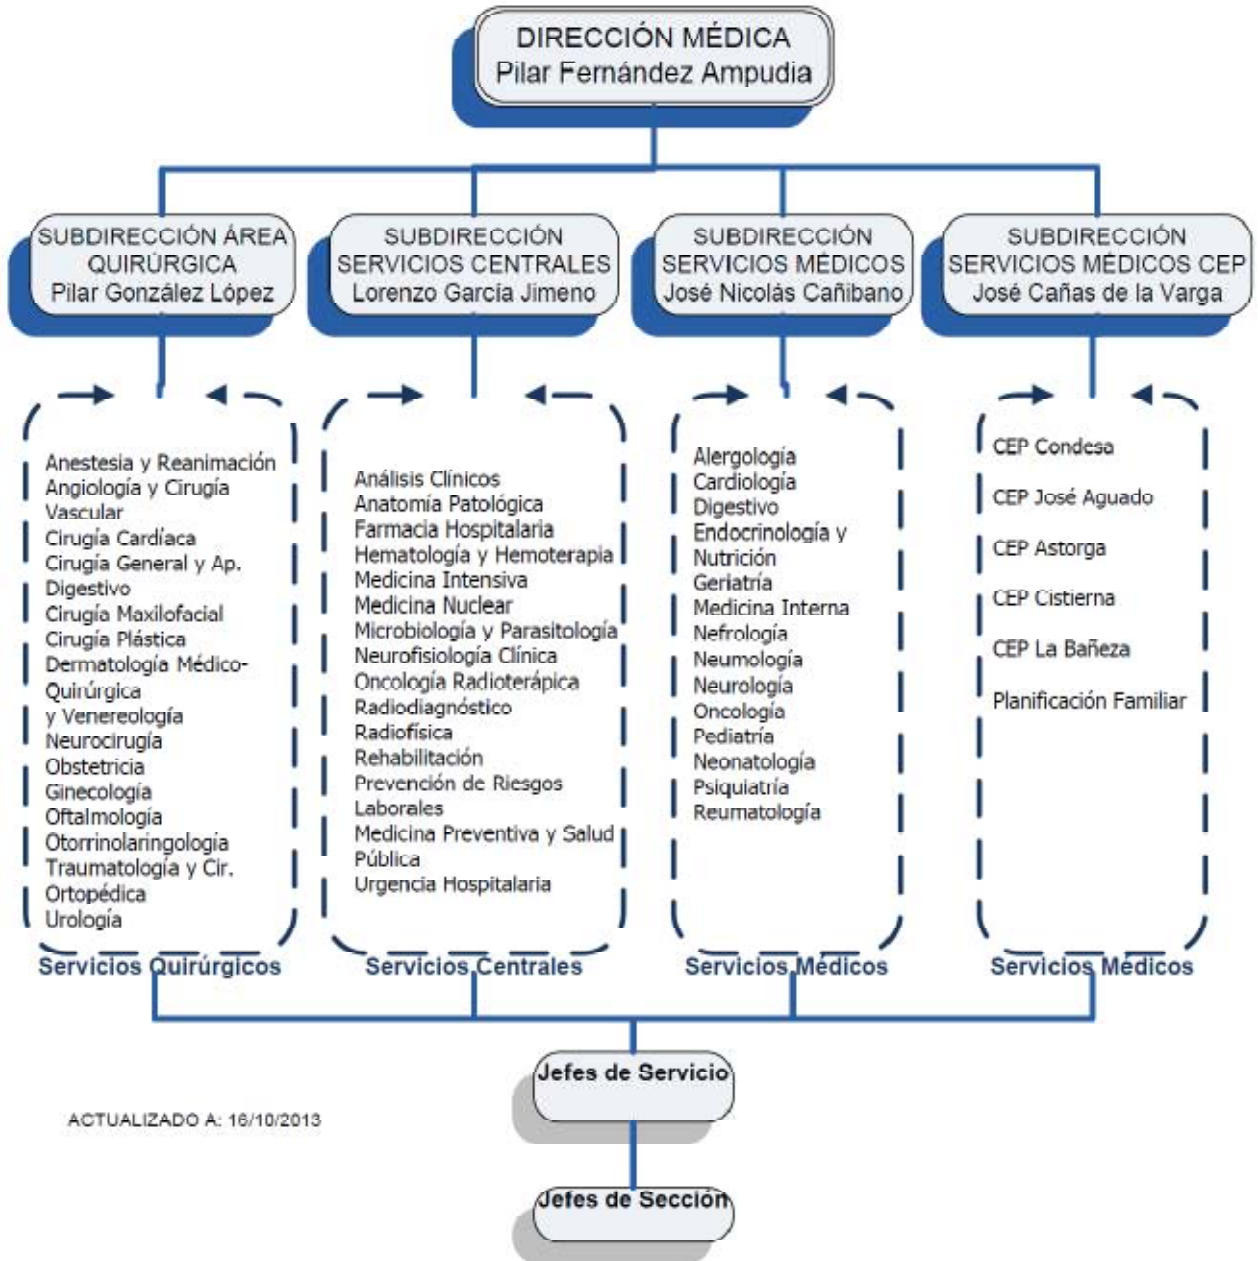 DIRECCIÓN MÉDICA
Pilar Fernández Ampudia
SUBDIRECCIÓN ÁREA
QUIRÚRGICA
Pilar González López
SUBDIRECCIÓN
SERVICIOS CENTRALES
Lorenzo García Jimeno
SUBDIRECCIÓN
SERVICIOS MÉDICOS
José Nicolás Cañibano
SUBDIRECCIÓN
SERVICIOS MÉDICOS CEP
José Cañas de la Varga
Anestesia y Reanimación
Angiología y Cirugía
Vascular
Cirugía Cardíaca
Cirugía General y Ap.
Digestivo
Cirugía Maxilofacial
Cirugía Plástica
Dermatología Médico-
Quirúrgica
y Venereología
Neurocirugía
Obstetricia
Ginecología
Oftalmología
Otorrinolaringología
Traumatología y Cir.
Ortopédica
Urología
Servicios Quirúrgicos
Análisis Clínicos
Anatomía Patológica
Farmacia Hospitalaria
Hematología y Hemoterapia
Medicina Intensiva
Medicina Nuclear
Microbiología y Parasitología
Neurofisiología Clínica
Oncología Radioterápica
Radiodiagnóstico
Radiofísica
Rehabilitación
Prevención de Riesgos
Laborales
Medicina Preventiva y Salud
Pública
Urgencia Hospitalaria
Servicios Centrales
Alergología
Cardiología
Digestivo
Endocrinología y
Nutrición
Geriatría
Medicina Interna
Nefrología
Neumología
Neurología
Oncología
Pediatría
Neonatología
Psiquiatría
Reumatología
Servicios Médicos
CEP Condesa
CEP José Aguado
CEP Astorga
CEP Cistierna
CEP La Bañeza
Planificación Familiar
Servicios Médicos
Jefes de Servicio
ACTUALIZADO A: 16/10/2013
Jefes de Sección